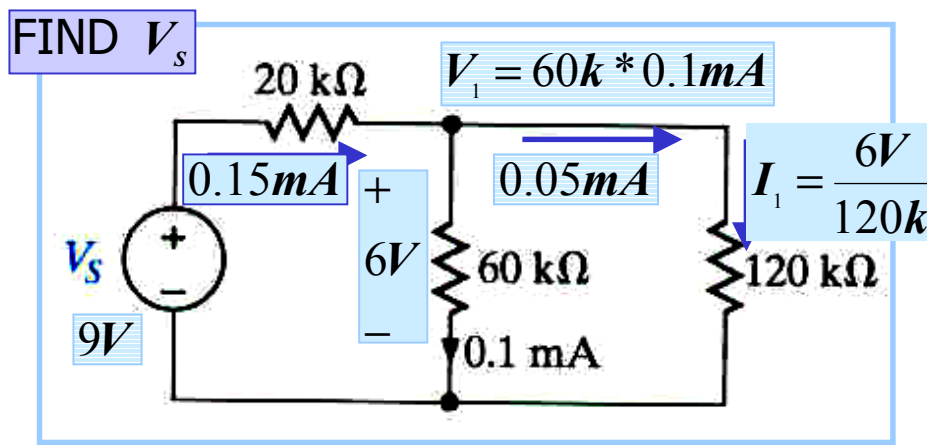 FIND Vₛ
V₁ = 60k * 0.1mA
20 kΩ
0.15mA
0.05mA
I₁ = 6V / 120k
+
6V
−
+
−
V_S
9V
60 kΩ
120 kΩ
0.1 mA